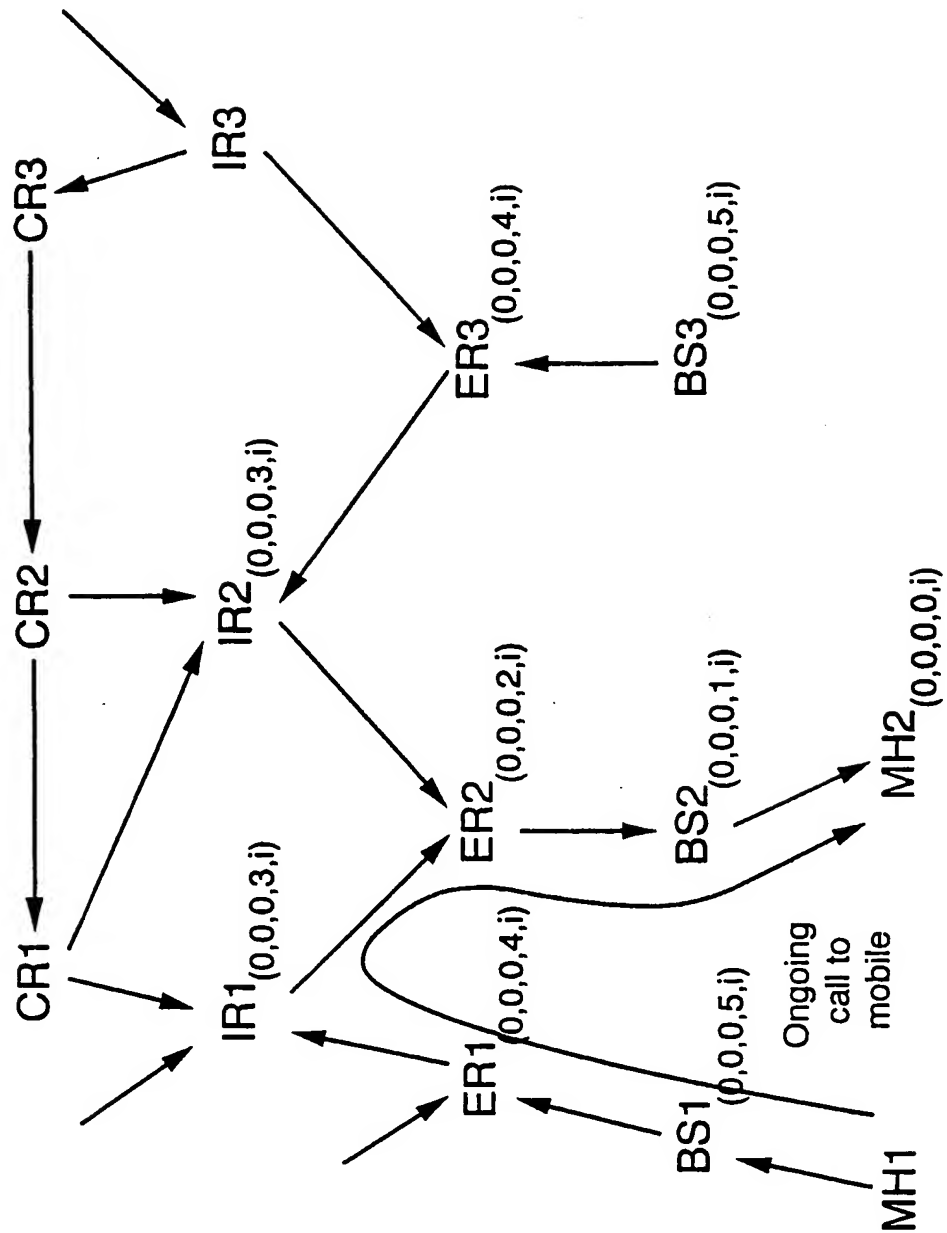 CR1
CR2
CR3
IR1(0,0,0,3,i)
IR2(0,0,0,3,i)
IR3
ER1(0,0,0,4,i)
ER2(0,0,0,2,i)
ER3(0,0,0,4,i)
BS1(0,0,0,5,i)
BS2(0,0,0,1,i)
BS3(0,0,0,5,i)
Ongoing
call to
mobile
MH1
MH2(0,0,0,0,i)